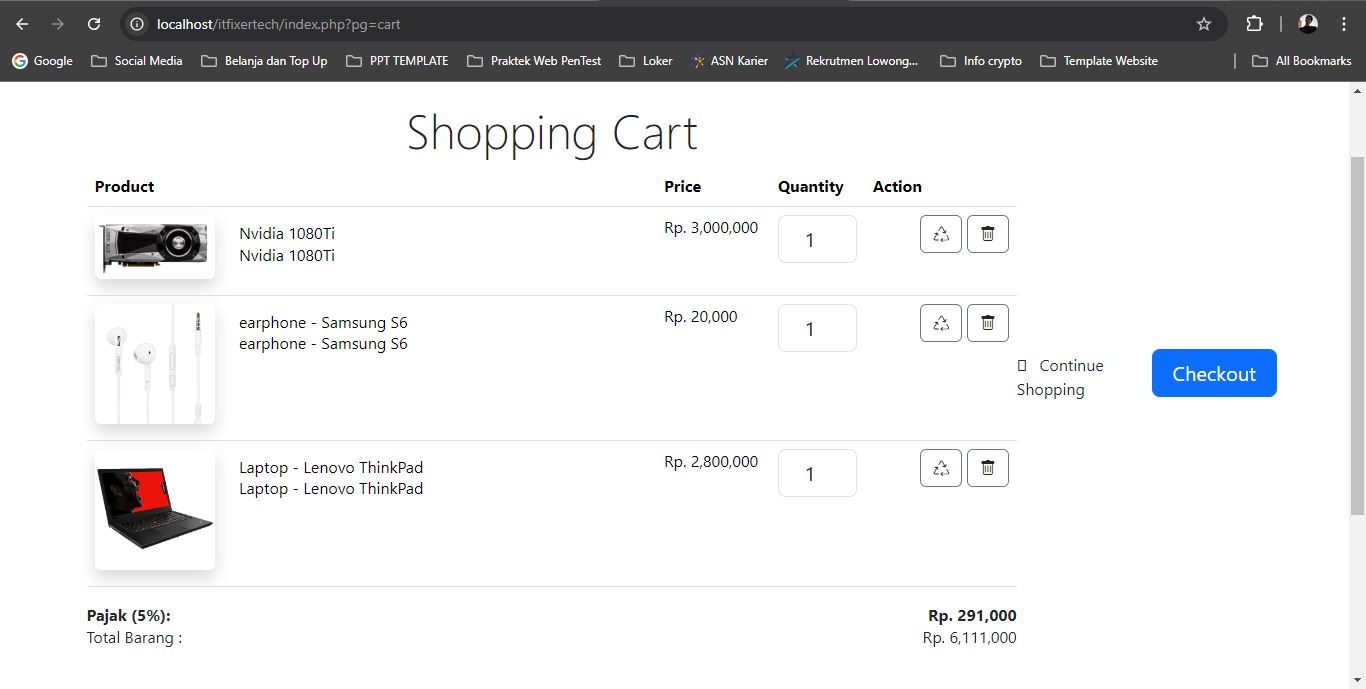 localhost/itfixertech/index.php?pg=cart
Google Social Media Belanja dan Top Up PPT TEMPLATE Praktek Web PenTest Loker ASN Karier Rekrutmen Lowong... Info crypto Template Website All Bookmarks
Shopping Cart
Product Price Quantity Action
Nvidia 1080Ti Rp. 3,000,000 1
Nvidia 1080Ti
earphone - Samsung S6 Rp. 20,000 1
earphone - Samsung S6
Continue
Shopping
Checkout
Laptop - Lenovo ThinkPad Rp. 2,800,000 1
Laptop - Lenovo ThinkPad
Pajak (5%): Rp. 291,000
Total Barang : Rp. 6,111,000